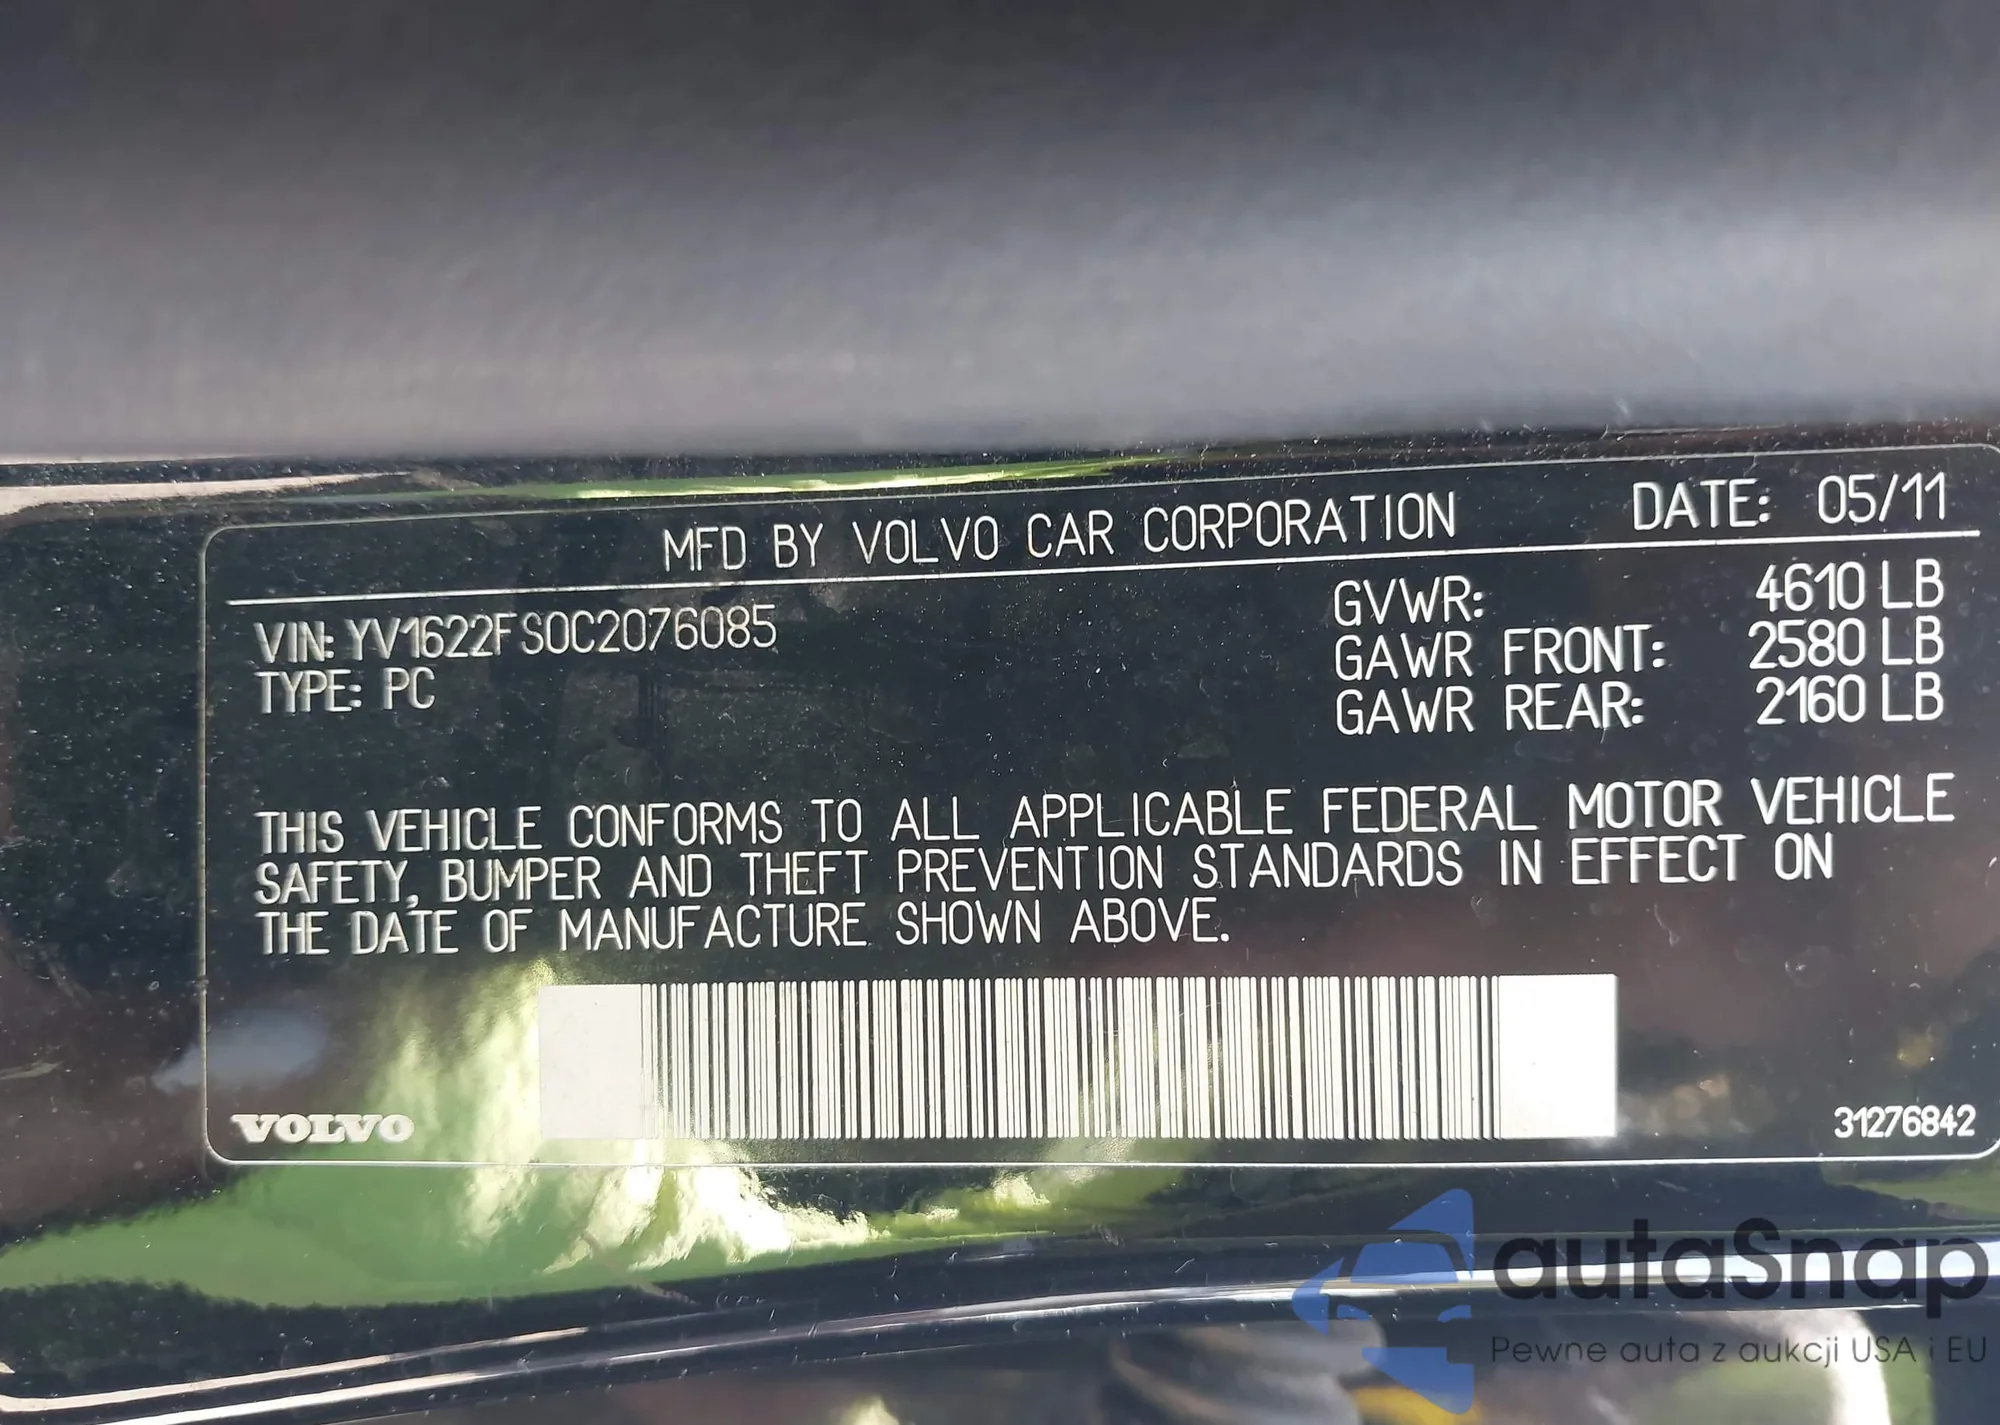 MFD BY VOLVO CAR CORPORATION DATE: 05/11
VIN: YV1622FS0C2076085 GVWR: 4610 LB
TYPE: PC GAWR FRONT: 2580 LB
GAWR REAR: 2160 LB
THIS VEHICLE CONFORMS TO ALL APPLICABLE FEDERAL MOTOR VEHICLE
SAFETY, BUMPER AND THEFT PREVENTION STANDARDS IN EFFECT ON
THE DATE OF MANUFACTURE SHOWN ABOVE.
VOLVO 31276842
autaSnap
Pewne auta z aukcji USA i EU